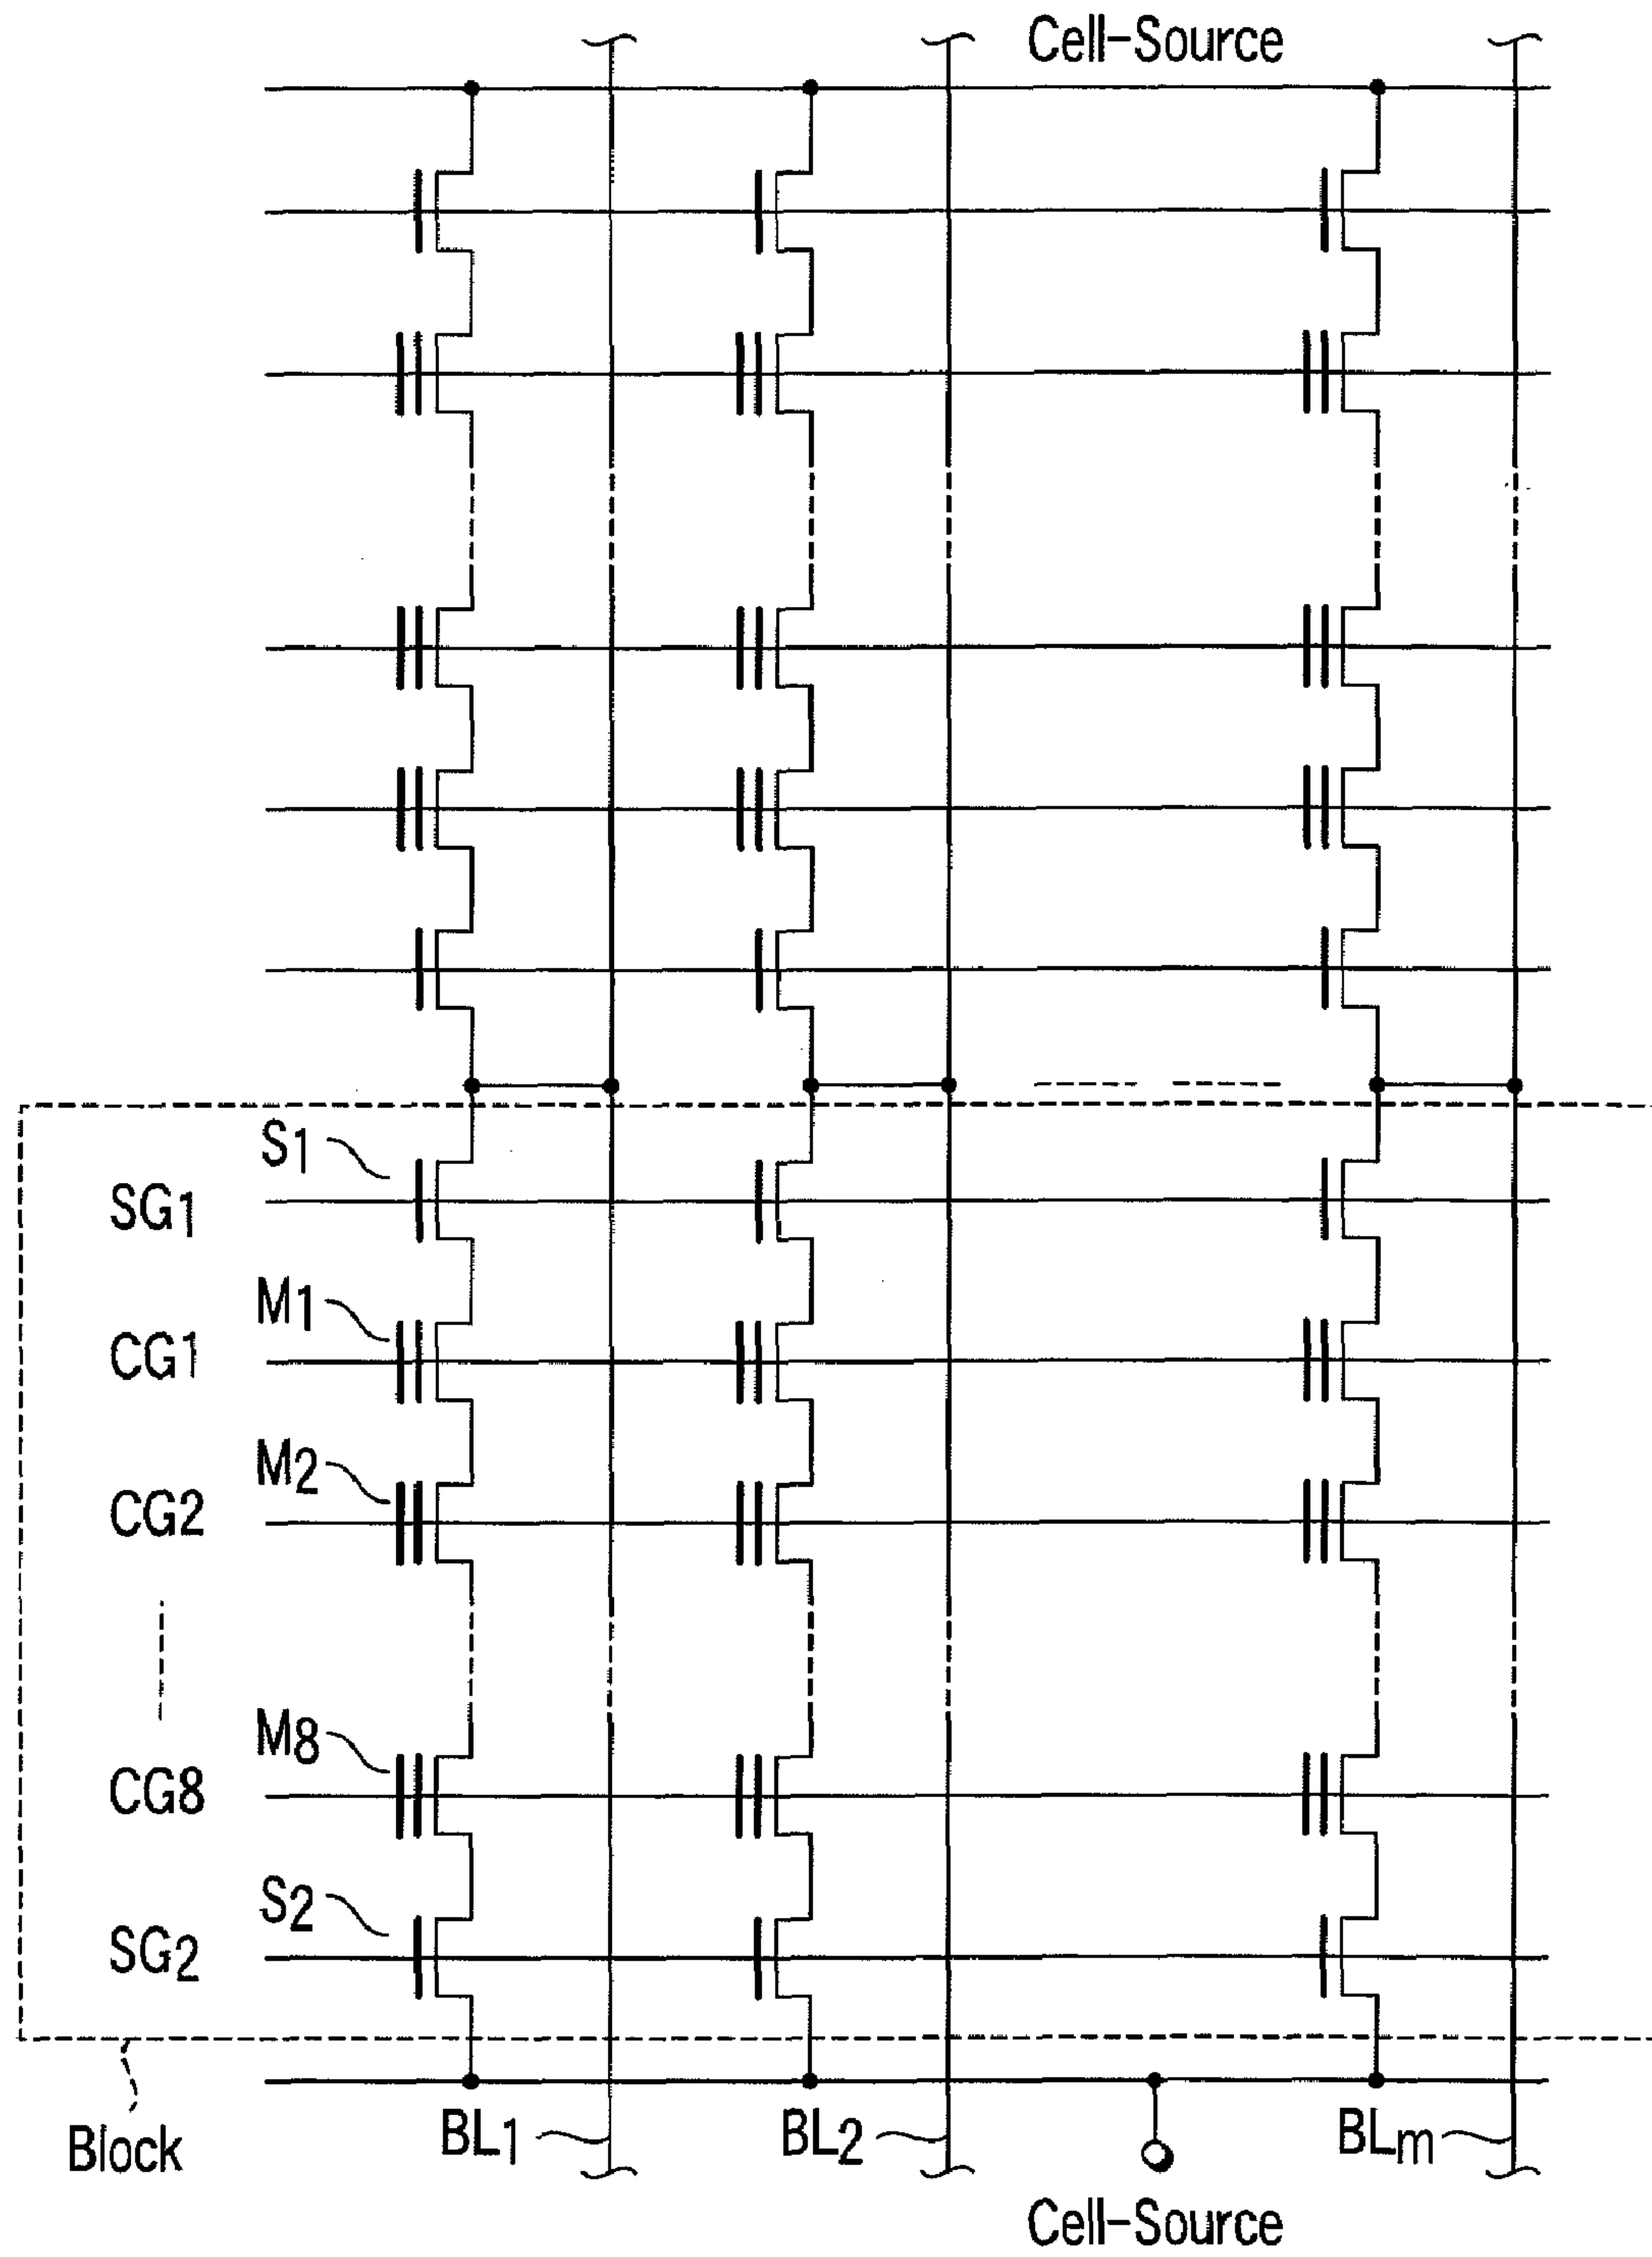 Cell-Source
S1
SG1
M1
CG1
M2
CG2
M8
CG8
S2
SG2
Block
BL1
BL2
BLm
Cell-Source